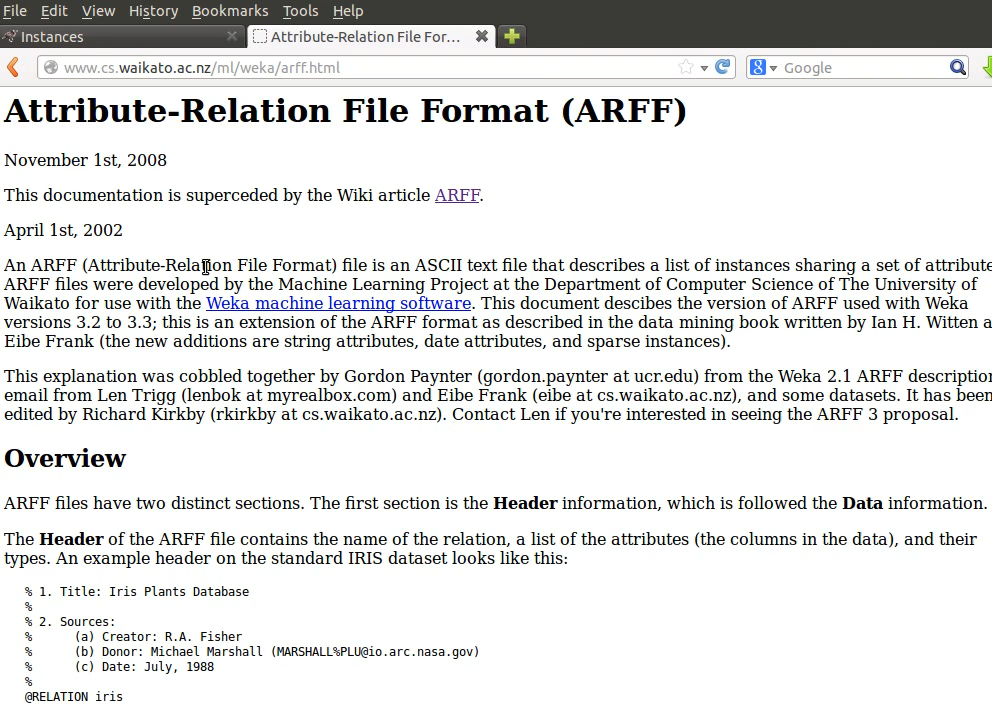 File Edit View History Bookmarks Tools Help
Instances
Attribute-Relation File For...
www.cs.waikato.ac.nz/ml/weka/arff.html
Google
Attribute-Relation File Format (ARFF)
November 1st, 2008
This documentation is superceded by the Wiki article ARFF.
April 1st, 2002
An ARFF (Attribute-Relation File Format) file is an ASCII text file that describes a list of instances sharing a set of attribute
ARFF files were developed by the Machine Learning Project at the Department of Computer Science of The University of
Waikato for use with the Weka machine learning software. This document descibes the version of ARFF used with Weka
versions 3.2 to 3.3; this is an extension of the ARFF format as described in the data mining book written by Ian H. Witten a
Eibe Frank (the new additions are string attributes, date attributes, and sparse instances).
This explanation was cobbled together by Gordon Paynter (gordon.paynter at ucr.edu) from the Weka 2.1 ARFF description
email from Len Trigg (lenbok at myrealbox.com) and Eibe Frank (eibe at cs.waikato.ac.nz), and some datasets. It has been
edited by Richard Kirkby (rkirkby at cs.waikato.ac.nz). Contact Len if you're interested in seeing the ARFF 3 proposal.
Overview
ARFF files have two distinct sections. The first section is the Header information, which is followed the Data information.
The Header of the ARFF file contains the name of the relation, a list of the attributes (the columns in the data), and their
types. An example header on the standard IRIS dataset looks like this:
% 1. Title: Iris Plants Database
%
% 2. Sources:
%      (a) Creator: R.A. Fisher
%      (b) Donor: Michael Marshall (MARSHALL%PLU@io.arc.nasa.gov)
%      (c) Date: July, 1988
%
@RELATION iris